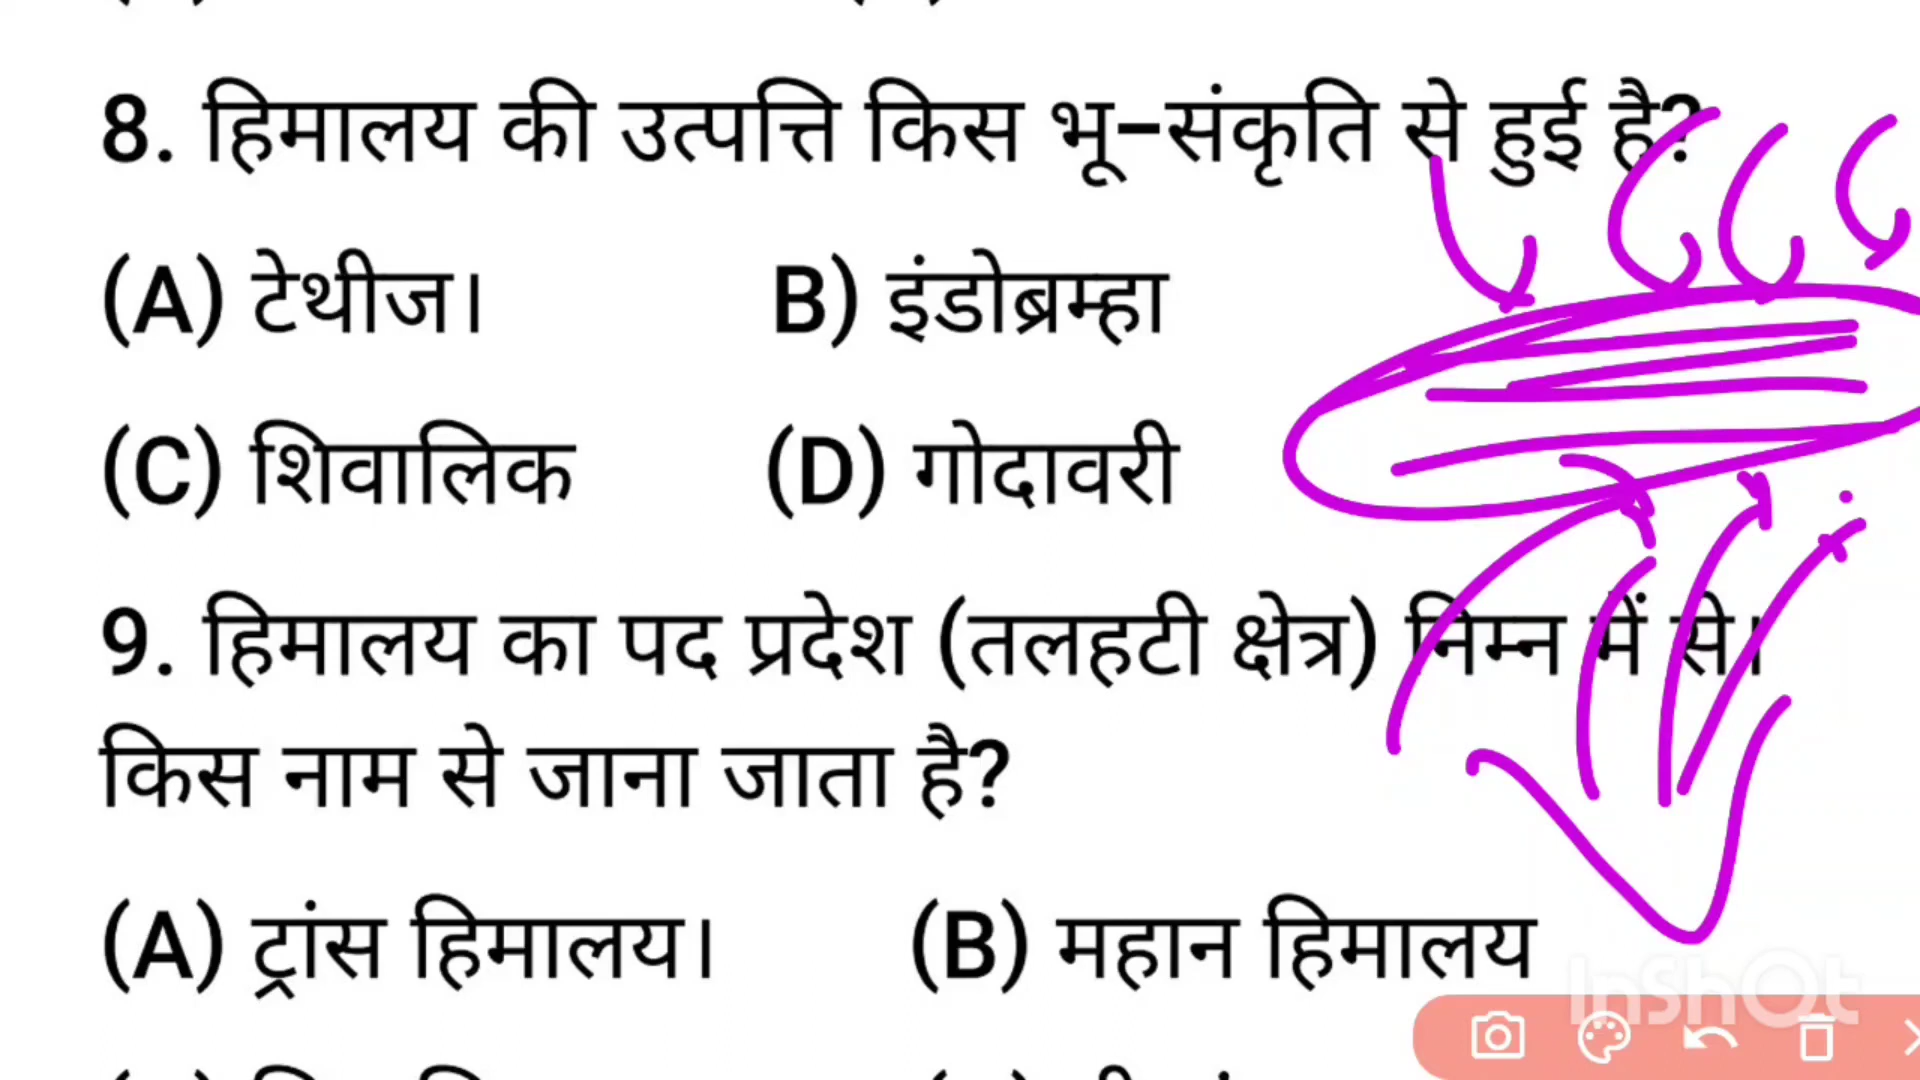 8. हिमालय की उत्पत्ति किस भू-संकृति से हुई है?
(A) टेथीज। B) इंडोब्रम्हा
(C) शिवालिक (D) गोदावरी
9. हिमालय का पद प्रदेश (तलहटी क्षेत्र) निम्न में से।
किस नाम से जाना जाता है?
(A) ट्रांस हिमालय। (B) महान हिमालय
InShOt